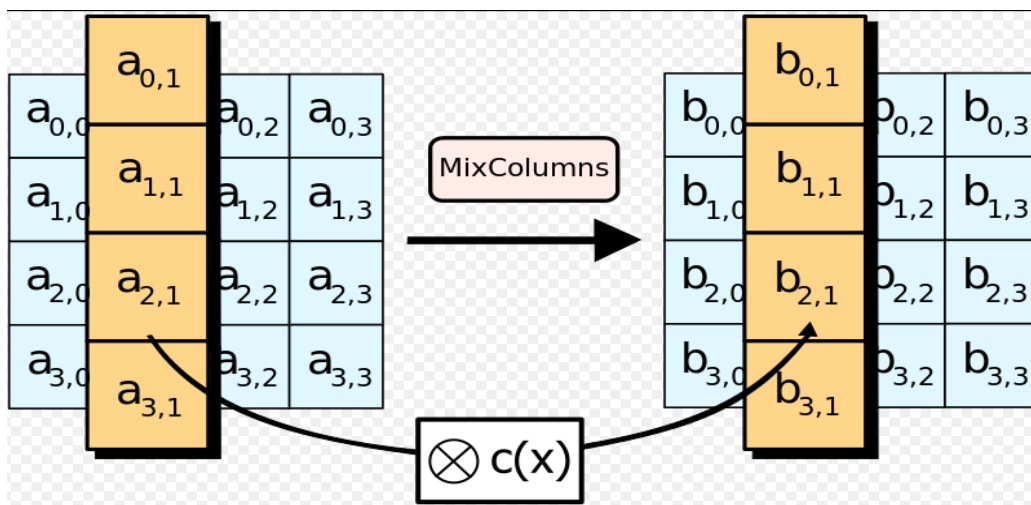 a0,0 a0,1 a0,2 a0,3
a1,0 a1,1 a1,2 a1,3
a2,0 a2,1 a2,2 a2,3
a3,0 a3,1 a3,2 a3,3
MixColumns
b0,0 b0,1 b0,2 b0,3
b1,0 b1,1 b1,2 b1,3
b2,0 b2,1 b2,2 b2,3
b3,0 b3,1 b3,2 b3,3
⊗ c(x)